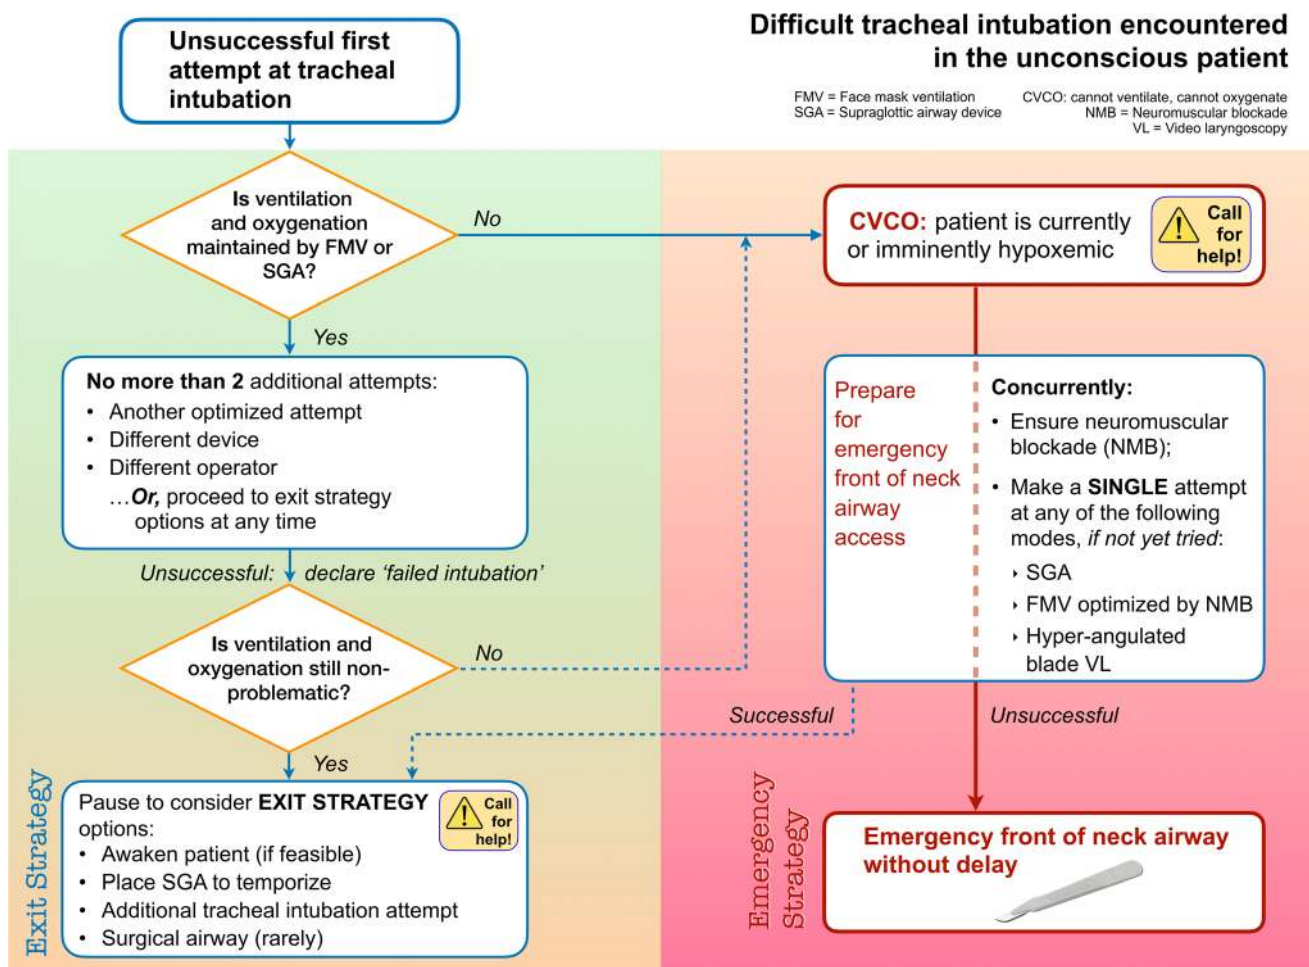 Difficult tracheal intubation encountered
in the unconscious patient
FMV = Face mask ventilation
SGA = Supraglottic airway device
CVCO: cannot ventilate, cannot oxygenate
NMB = Neuromuscular blockade
VL = Video laryngoscopy
Unsuccessful first
attempt at tracheal
intubation
Is ventilation
and oxygenation
maintained by FMV or
SGA?
No
Yes
CVCO: patient is currently
or imminently hypoxemic
Call
for
help!
No more than 2 additional attempts:
• Another optimized attempt
• Different device
• Different operator
…Or, proceed to exit strategy
options at any time
Unsuccessful: declare ‘failed intubation’
Is ventilation and
oxygenation still non-
problematic?
No
Yes
Prepare
for
emergency
front of neck
airway
access
Concurrently:
• Ensure neuromuscular
blockade (NMB);
• Make a SINGLE attempt
at any of the following
modes, if not yet tried:
‣ SGA
‣ FMV optimized by NMB
‣ Hyper-angulated
blade VL
Successful
Unsuccessful
Exit Strategy
Pause to consider EXIT STRATEGY
options:
• Awaken patient (if feasible)
• Place SGA to temporize
• Additional tracheal intubation attempt
• Surgical airway (rarely)
Call
for
help!
Emergency
Strategy
Emergency front of neck airway
without delay